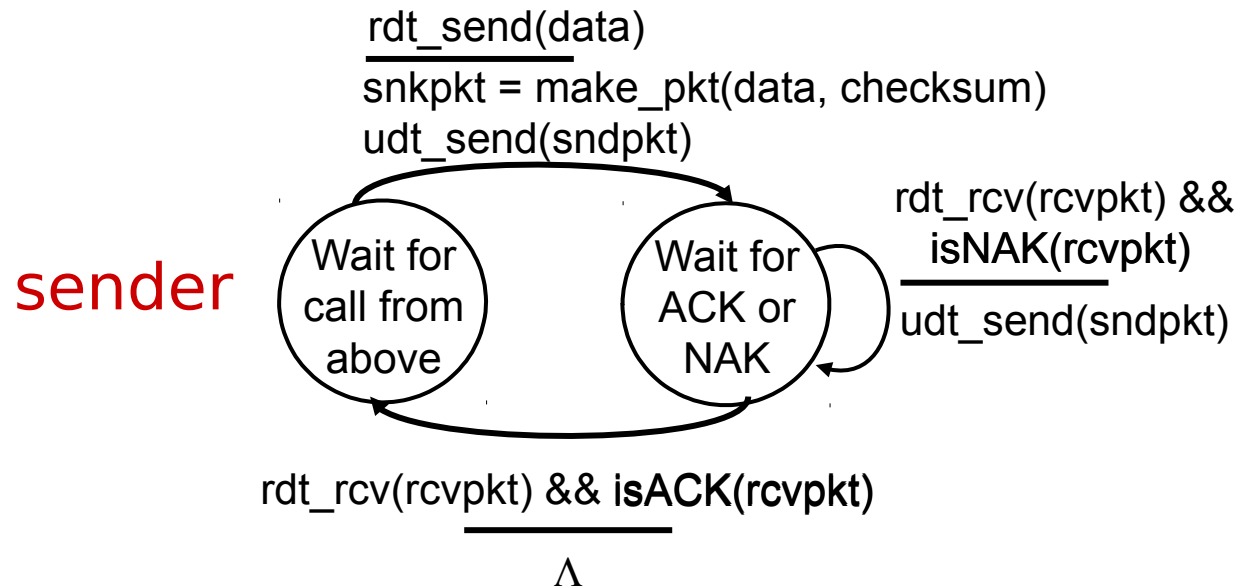 rdt_send(data)
snkpkt = make_pkt(data, checksum)
udt_send(sndpkt)
sender
Wait for
call from
above
Wait for
ACK or
NAK
rdt_rcv(rcvpkt) &&
isNAK(rcvpkt)
udt_send(sndpkt)
rdt_rcv(rcvpkt) && isACK(rcvpkt)
Λ